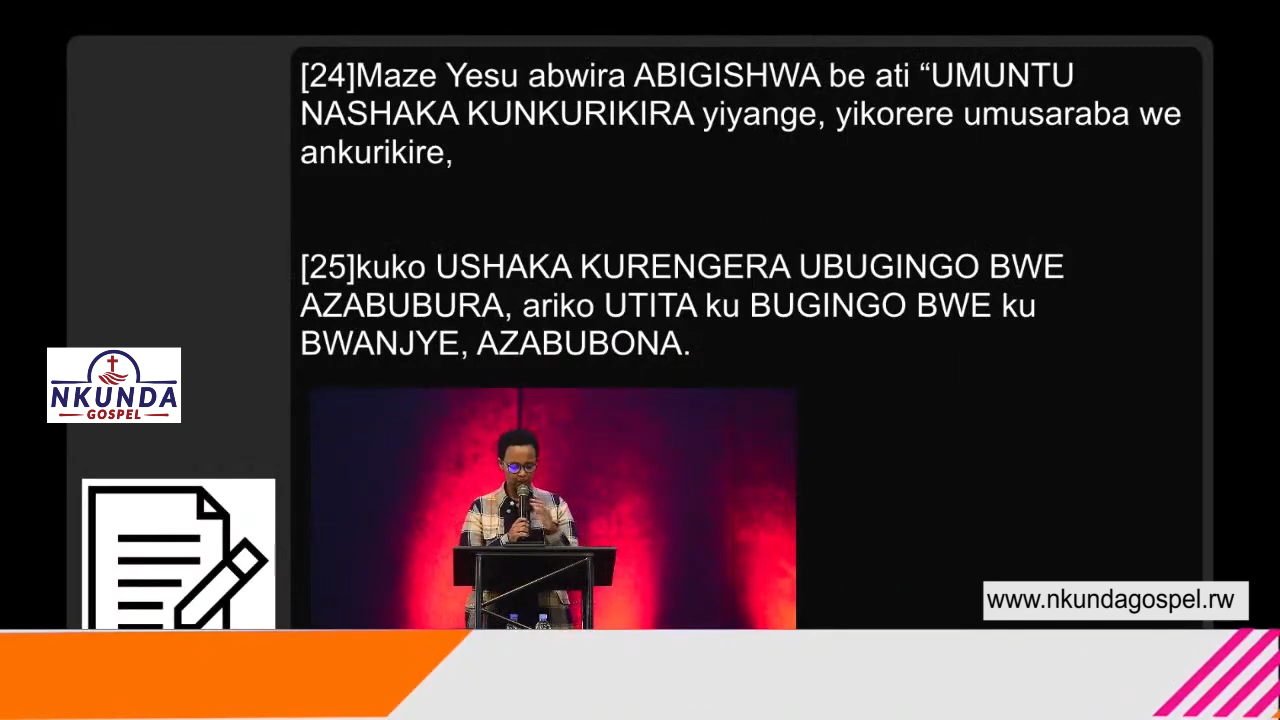 [24]Maze Yesu abwira ABIGISHWA be ati “UMUNTU
NASHAKA KUNKURIKIRA yiyange, yikorere umusaraba we
ankurikire,
[25]kuko USHAKA KURENGERA UBUGINGO BWE
AZABUBURA, ariko UTITA ku BUGINGO BWE ku
BWANJYE, AZABUBONA.
NKUNDA
GOSPEL
www.nkundagospel.rw